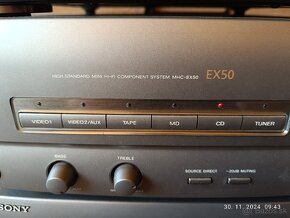 HIGH STANDARD MINI Hi-Fi COMPONENT SYSTEM MHC-EX50 EX50
VIDEO1 VIDEO2/AUX TAPE MD CD TUNER
BASS TREBLE SOURCE DIRECT -20dB MUTING
SONY
30.11.2024 09:43